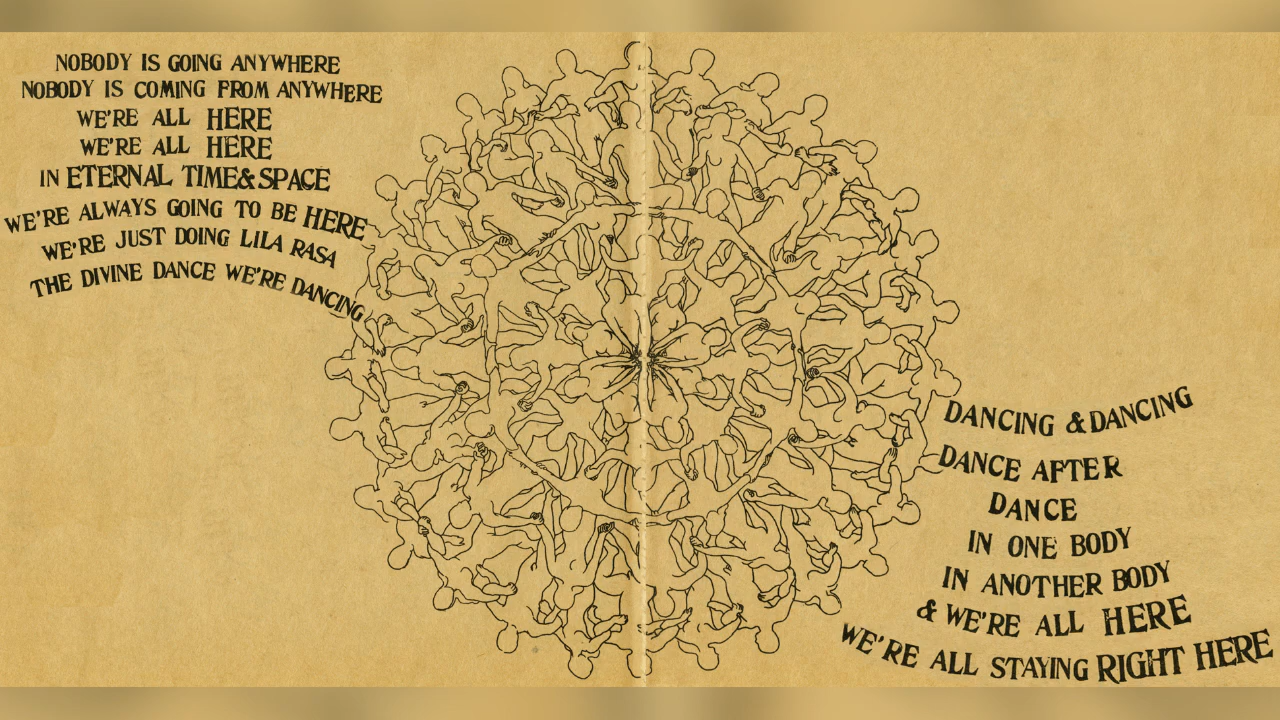 NOBODY IS GOING ANYWHERE
NOBODY IS COMING FROM ANYWHERE
WE'RE ALL HERE
WE'RE ALL HERE
IN ETERNAL TIME & SPACE
WE'RE ALWAYS GOING TO BE HERE
WE'RE JUST DOING LILA RASA
THE DIVINE DANCE WE'RE DANCING
DANCING & DANCING
DANCE AFTER
DANCE
IN ONE BODY
IN ANOTHER BODY
& WE'RE ALL HERE
WE'RE ALL STAYING RIGHT HERE